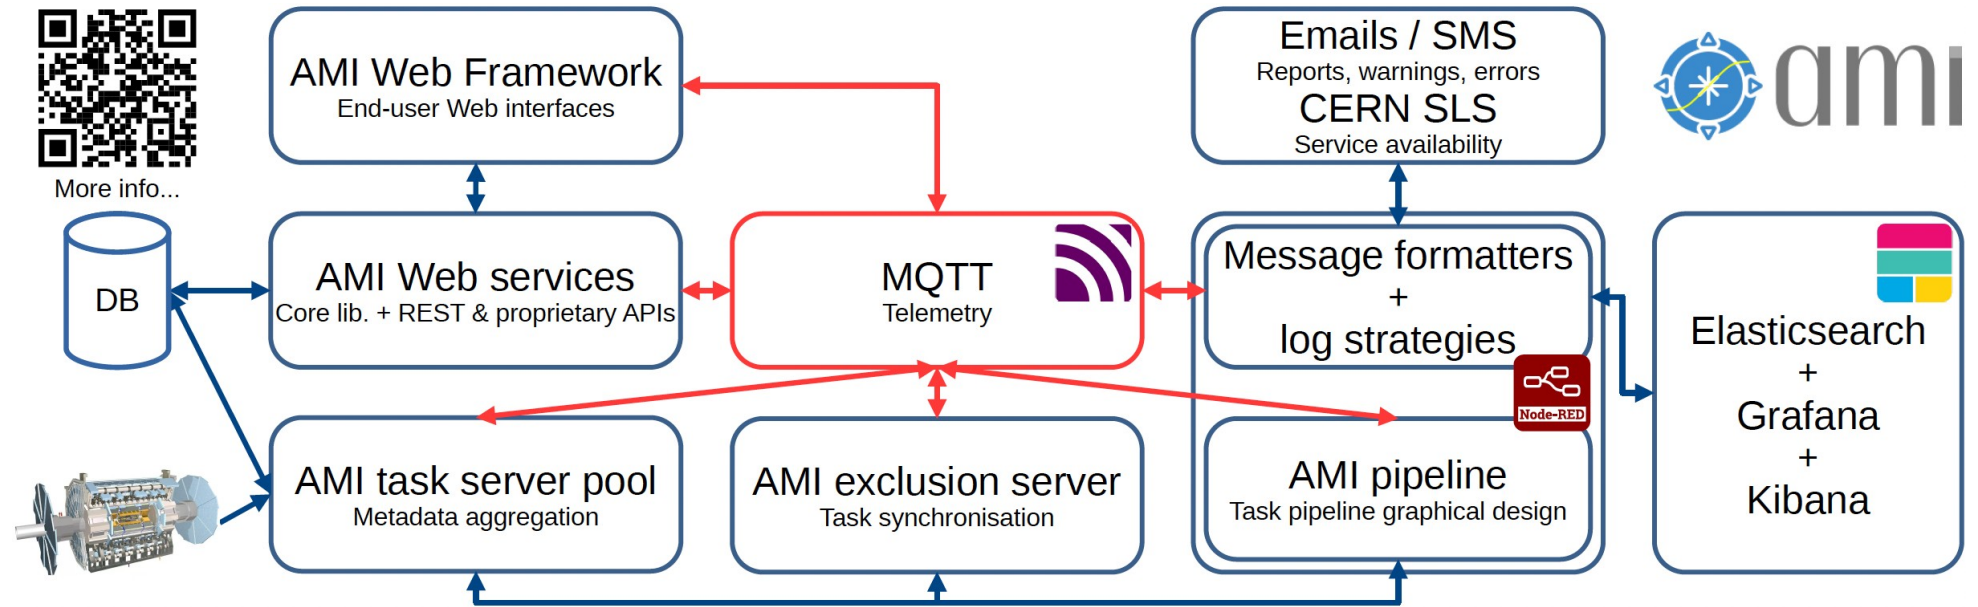 More info...
AMI Web Framework
End-user Web interfaces
Emails / SMS
Reports, warnings, errors
CERN SLS
Service availability
ami
DB
AMI Web services
Core lib. + REST & proprietary APIs
MQTT
Telemetry
Message formatters
+
log strategies
Node-RED
Elasticsearch
+
Grafana
+
Kibana
AMI task server pool
Metadata aggregation
AMI exclusion server
Task synchronisation
AMI pipeline
Task pipeline graphical design